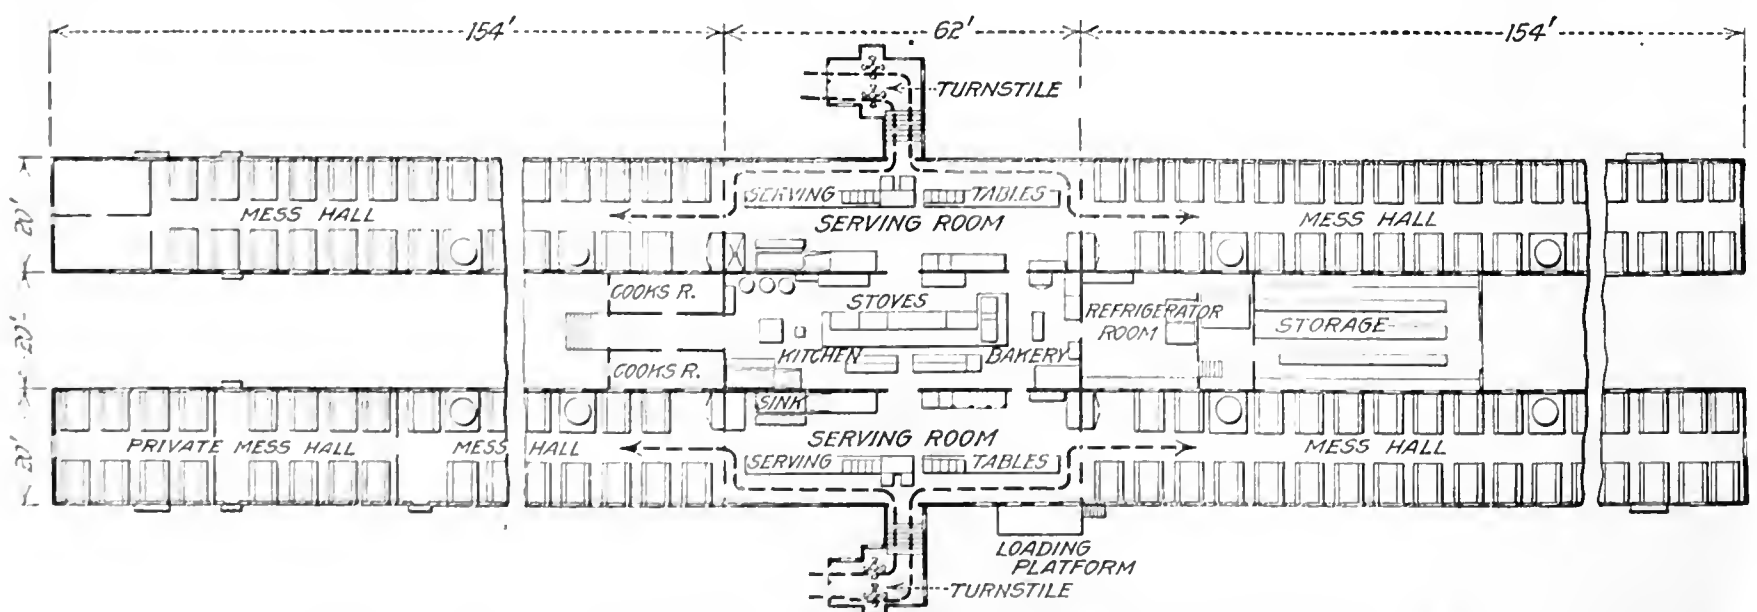 154' 62' 154'
TURNSTILE
SERVING TABLES
MESS HALL SERVING ROOM MESS HALL
20'
COOKS R. STOVES REFRIGERATOR
ROOM STORAGE
20'
KITCHEN BAKERY
COOKS R.
SINK
PRIVATE MESS HALL MESS HALL SERVING ROOM MESS HALL
20'
SERVING TABLES
LOADING
PLATFORM
TURNSTILE